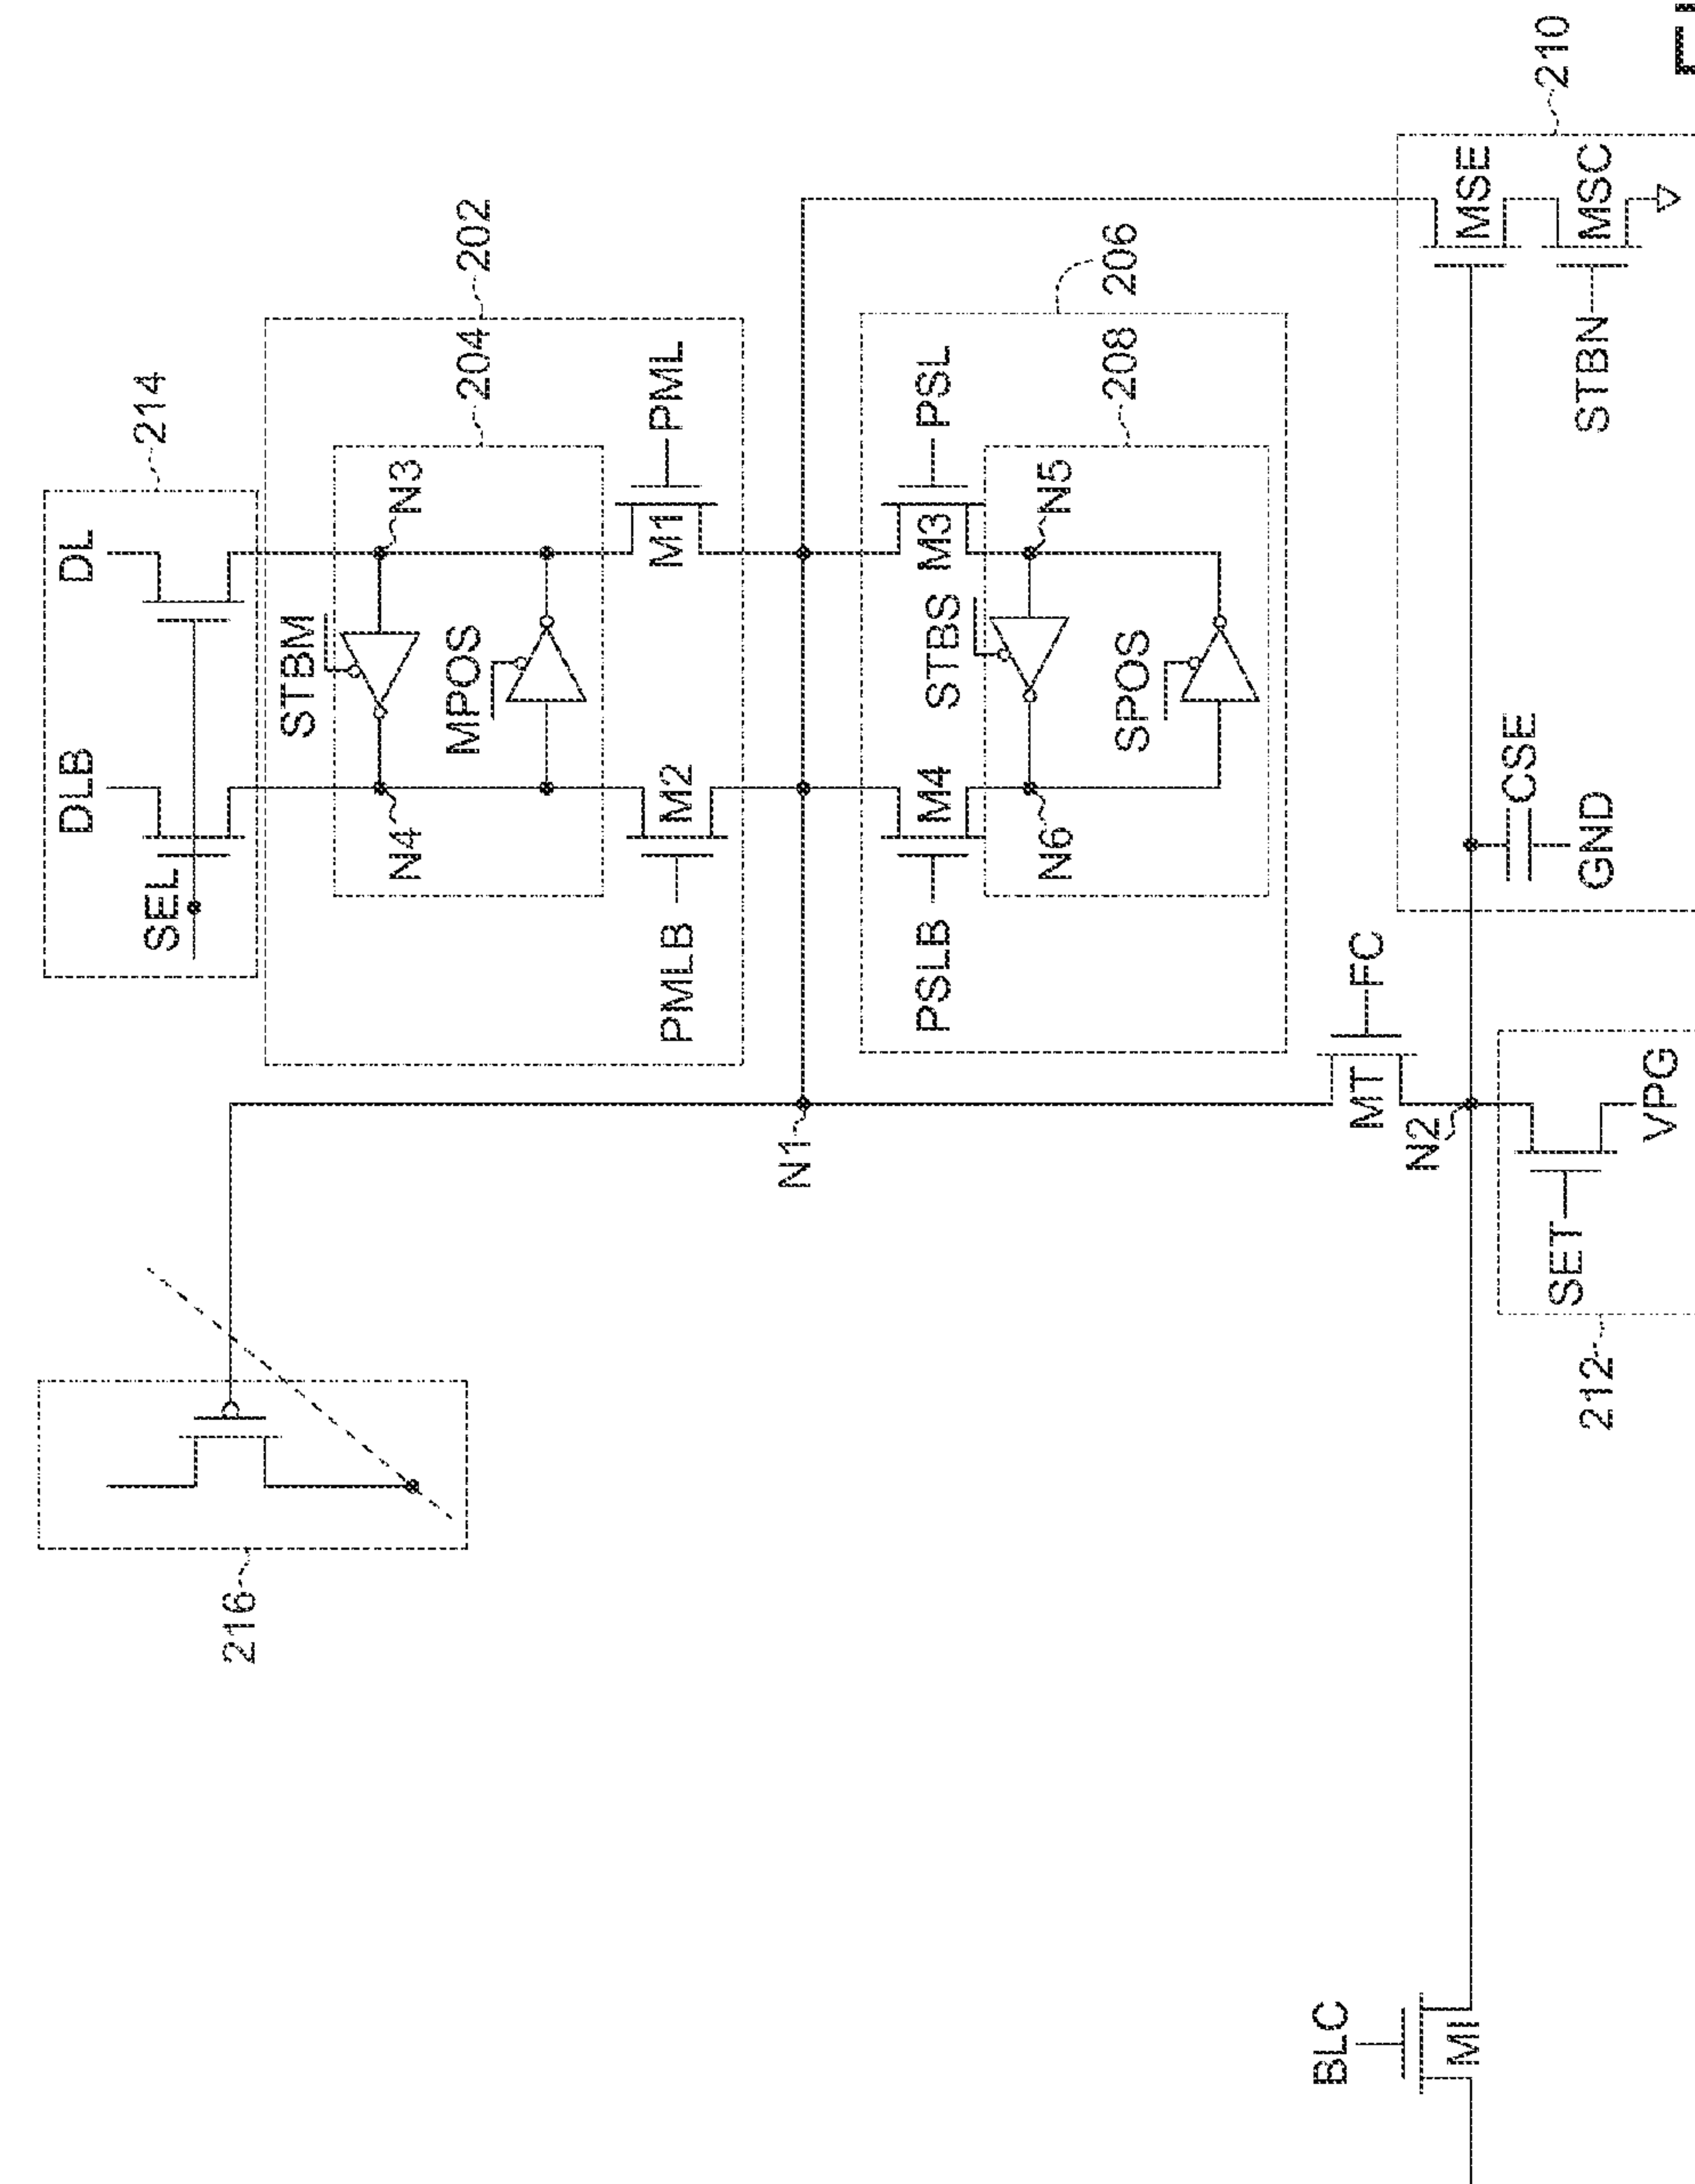 DLB
DL
214
SEL
STBM
N4
N3
MPOS
204
202
M2
M1
PMLB
PML
216
N1
PSLB
M4
M3
PSL
206
STBS
N6
N5
208
SPOS
MT
FC
BLC
MI
N2
SET
VPG
212
CSE
GND
MSE
210
MSC
STBN